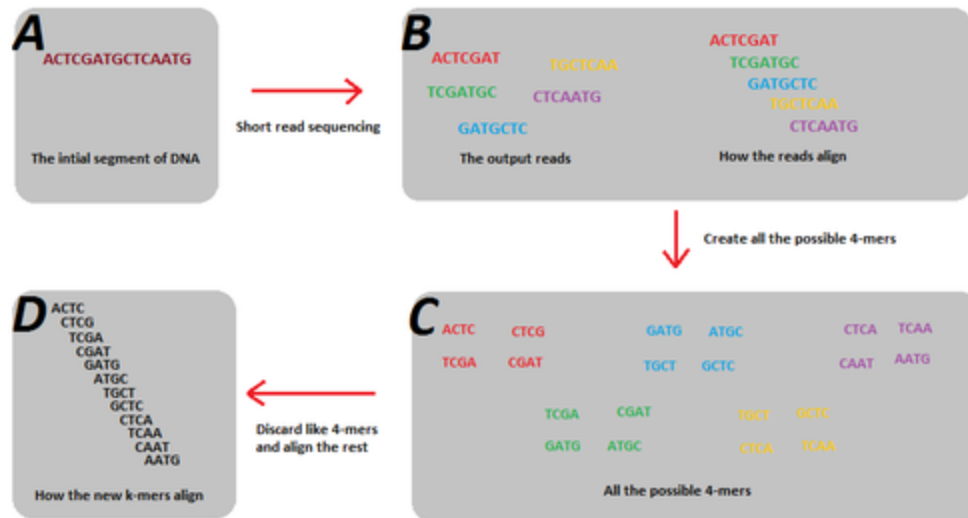 A
ACTCGATGCTCAATG
The intial segment of DNA
Short read sequencing
B
ACTCGAT
TGCTCAA
TCGATGC
CTCAATG
GATGCTC
The output reads
ACTCGAT
TCGATGC
GATGCTC
TGCTCAA
CTCAATG
How the reads align
Create all the possible 4-mers
C
ACTC CTCG
TCGA CGAT
GATG ATGC
TGCT GCTC
CTCA TCAA
CAAT AATG
TCGA CGAT
GATG ATGC
TGCT GCTC
CTCA TCAA
All the possible 4-mers
Discard like 4-mers
and align the rest
D
ACTC
CTCG
TCGA
CGAT
GATG
ATGC
TGCT
GCTC
CTCA
TCAA
CAAT
AATG
How the new k-mers align